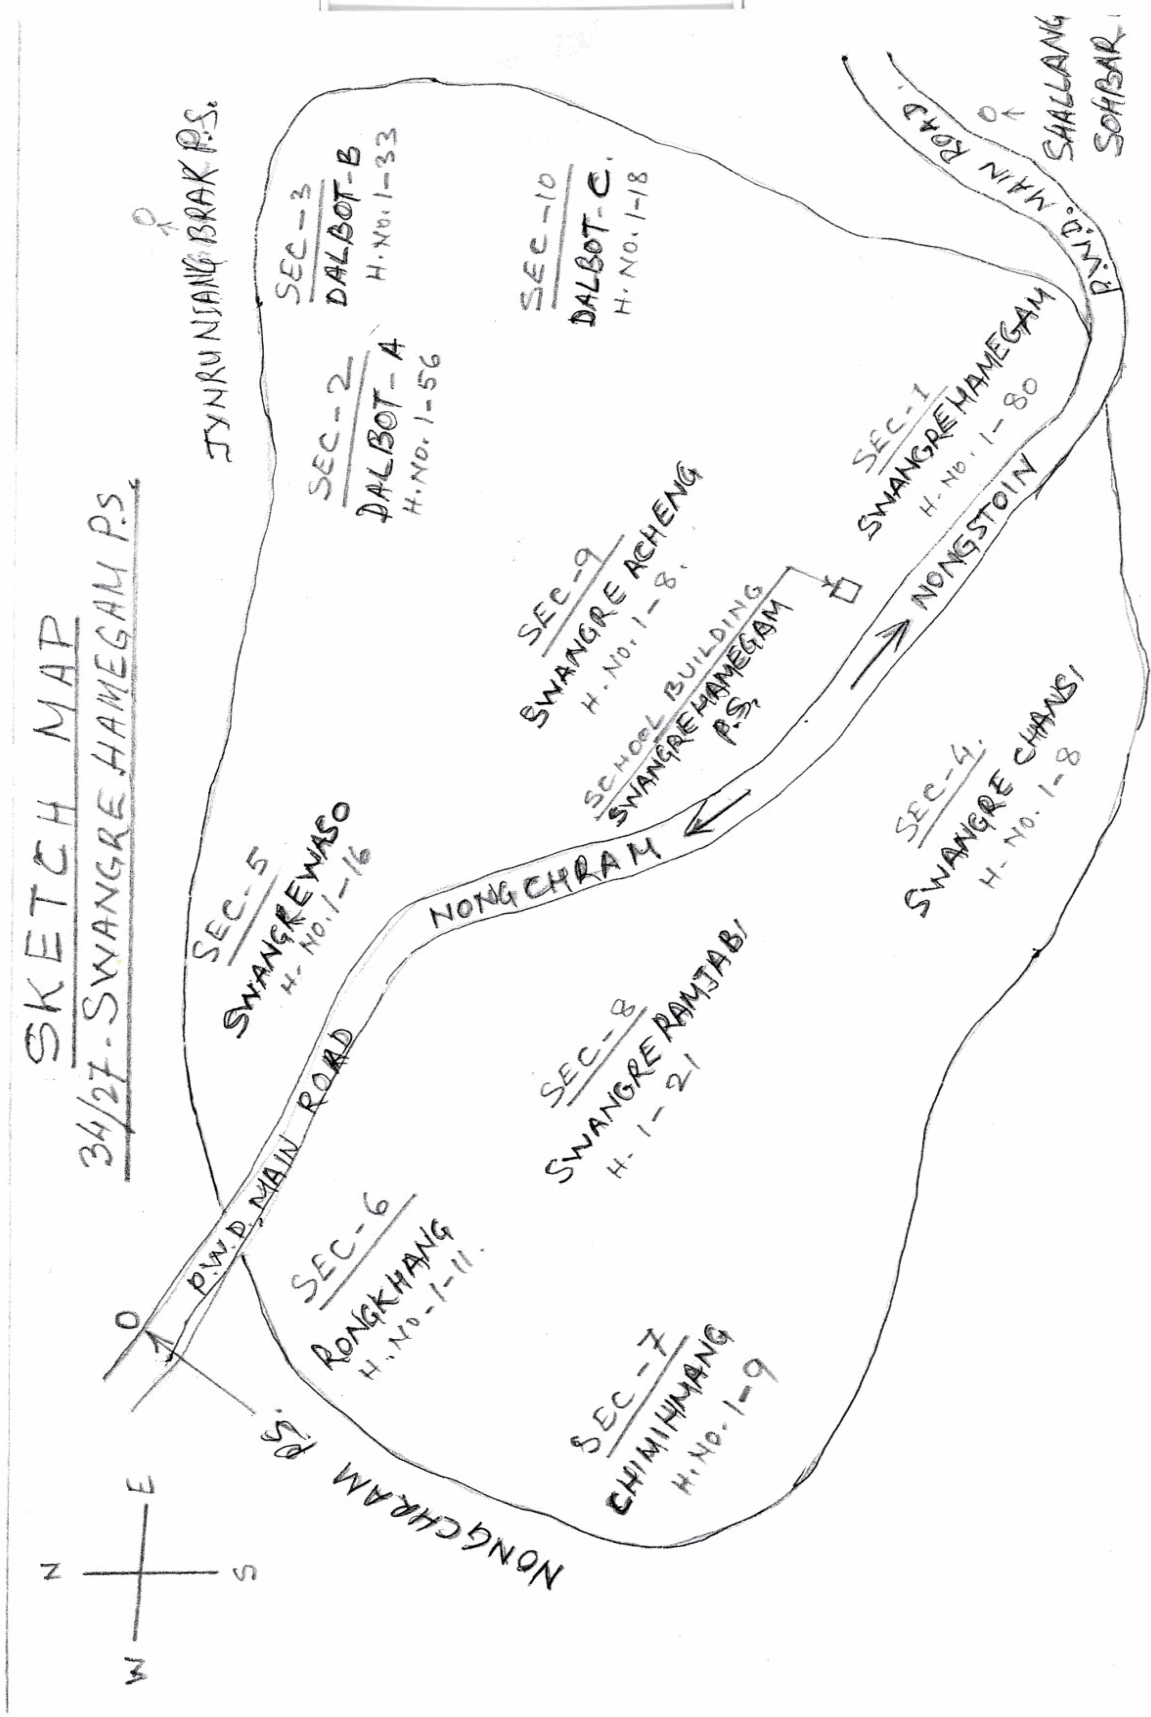 SKETCH MAP
34/27-SWANGRE HAMEGAM P.S.
N
W E
S
O
NONGCHRAM P.S.
P.W.D. MAIN ROAD
NONGCHRAM
NONGSTOIN
P.W.D. MAIN ROAD.
JYNRUNIANGBRAK P.S.
O
O
SHALLANG
SOHBAR
SEC-5
SWANGREWASO
H. NO. 1-16
SEC-2
DALBOT-A
H.NO. 1-56
SEC-3
DALBOT-B
H.NO. 1-33
SEC-10
DALBOT-C.
H. NO. 1-18
SEC-9
SWANGRE ACHENG
H. NO. 1-8.
SCHOOL BUILDING
SWANGREHAMEGAM
P.S.
SEC-1
SWANGREHAMEGAM
H. NO. 1-80
SEC-6
RONGKHANG
H. NO-1-11.
SEC-8
SWANGRE RAMJABI
H. 1-21
SEC-4.
SWANGRE CHANSI
H. NO. 1-8
SEC-7
CHIMIHMANG
H. NO. 1-9